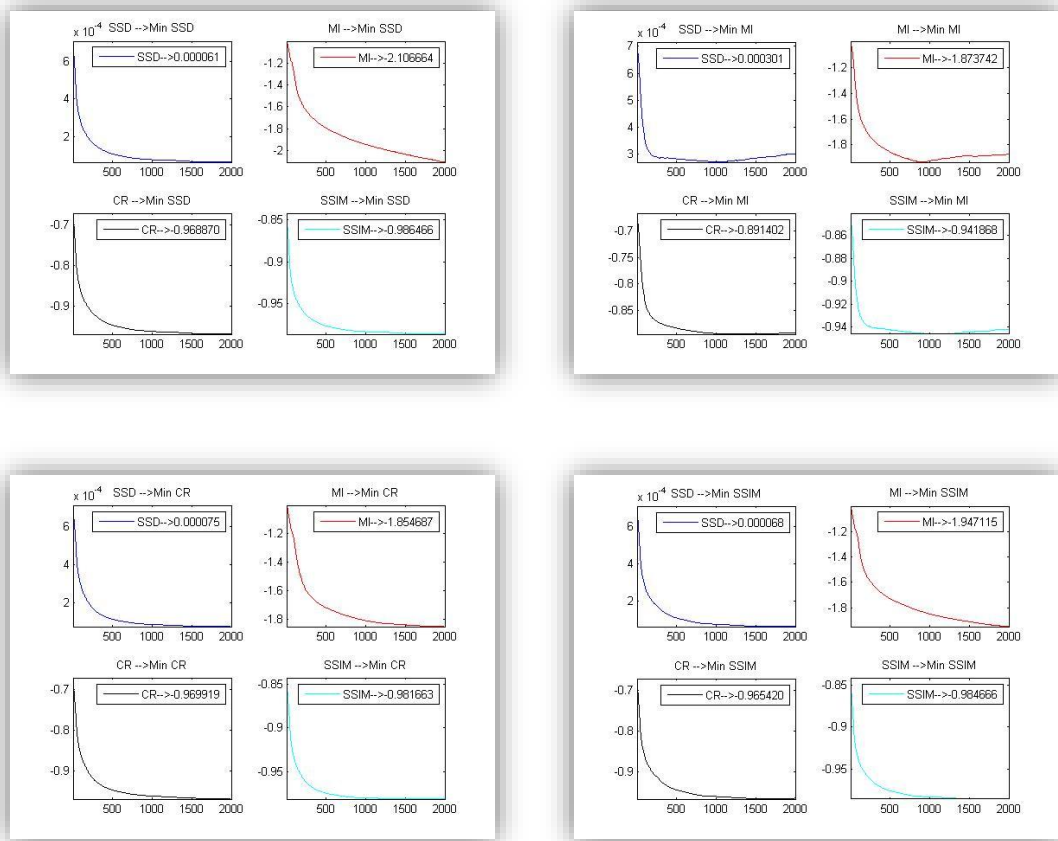 x 10-4 SSD -->Min SSD
SSD-->0.000061
6
4
2
500 1000 1500 2000
MI -->Min SSD
MI-->-2.106664
-1.2
-1.4
-1.6
-1.8
-2
500 1000 1500 2000
CR -->Min SSD
CR-->-0.968870
-0.7
-0.8
-0.9
500 1000 1500 2000
SSIM -->Min SSD
SSIM-->-0.986466
-0.85
-0.9
-0.95
500 1000 1500 2000
x 10-4 SSD -->Min MI
SSD-->0.000301
7
6
5
4
3
500 1000 1500 2000
MI -->Min MI
MI-->-1.873742
-1.2
-1.4
-1.6
-1.8
500 1000 1500 2000
CR -->Min MI
CR-->-0.891402
-0.7
-0.75
-0.8
-0.85
500 1000 1500 2000
SSIM -->Min MI
SSIM-->-0.941868
-0.86
-0.88
-0.9
-0.92
-0.94
500 1000 1500 2000
x 10-4 SSD -->Min CR
SSD-->0.000075
6
4
2
500 1000 1500 2000
MI -->Min CR
MI-->-1.854687
-1.2
-1.4
-1.6
-1.8
500 1000 1500 2000
CR -->Min CR
CR-->-0.969919
-0.7
-0.8
-0.9
500 1000 1500 2000
SSIM -->Min CR
SSIM-->-0.981663
-0.85
-0.9
-0.95
500 1000 1500 2000
x 10-4 SSD -->Min SSIM
SSD-->0.000068
6
4
2
500 1000 1500 2000
MI -->Min SSIM
MI-->-1.947115
-1.2
-1.4
-1.6
-1.8
500 1000 1500 2000
CR -->Min SSIM
CR-->-0.965420
-0.7
-0.8
-0.9
500 1000 1500 2000
SSIM -->Min SSIM
SSIM-->-0.984666
-0.85
-0.9
-0.95
500 1000 1500 2000